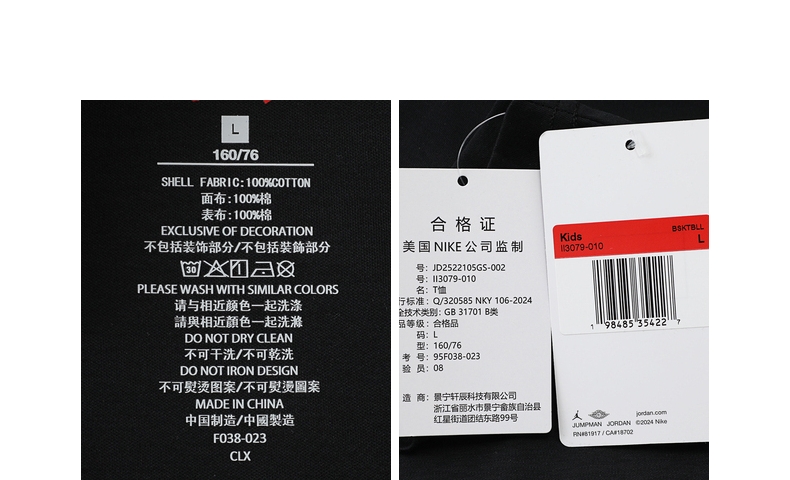 L
160/76
SHELL FABRIC:100%COTTON
面布:100%棉
表布:100%棉
EXCLUSIVE OF DECORATION
不包括装饰部分/不包括裝飾部分
30
PLEASE WASH WITH SIMILAR COLORS
请与相近颜色一起洗涤
請與相近顏色一起洗滌
DO NOT DRY CLEAN
不可干洗/不可乾洗
DO NOT IRON DESIGN
不可熨烫图案/不可熨燙圖案
MADE IN CHINA
中国制造/中國製造
F038-023
CLX
合格证
美国NIKE公司监制
号: JD2522105GS-002
号: II3079-010
名: T恤
行标准: Q/320585 NKY 106-2024
全技术类别: GB 31701 B类
品等级: 合格品
码: L
型: 160/76
考 号: 95F038-023
验 员: 08
造 商: 景宁轩辰科技有限公司
浙江省丽水市景宁畲族自治县
红星街道团结东路99号
BSKTBLL
Kids L
II3079-010
1 98485 35422 7
jordan.com
JUMPMAN JORDAN ©2024 Nike
RN#81917 / CA#18702